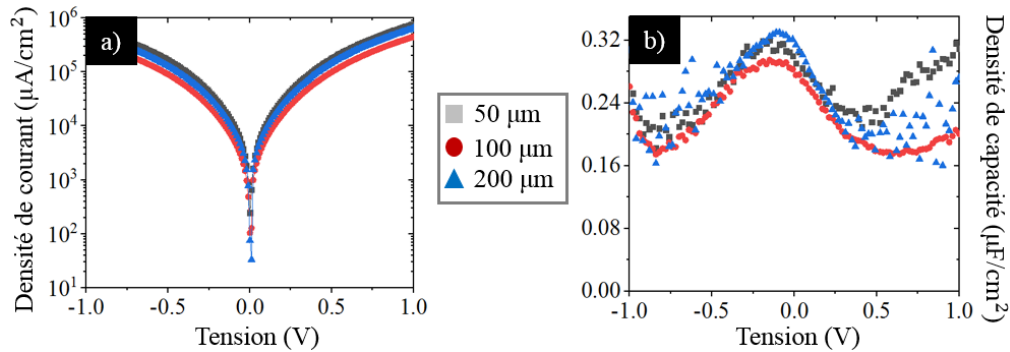 a)
Densité de courant (µA/cm²)
10⁶
10⁵
10⁴
10³
10²
10¹
-1.0 -0.5 0.0 0.5 1.0
Tension (V)
50 µm
100 µm
200 µm
b)
0.32
0.24
0.16
0.08
0.00
-1.0 -0.5 0.0 0.5 1.0
Tension (V)
Densité de capacité (µF/cm²)